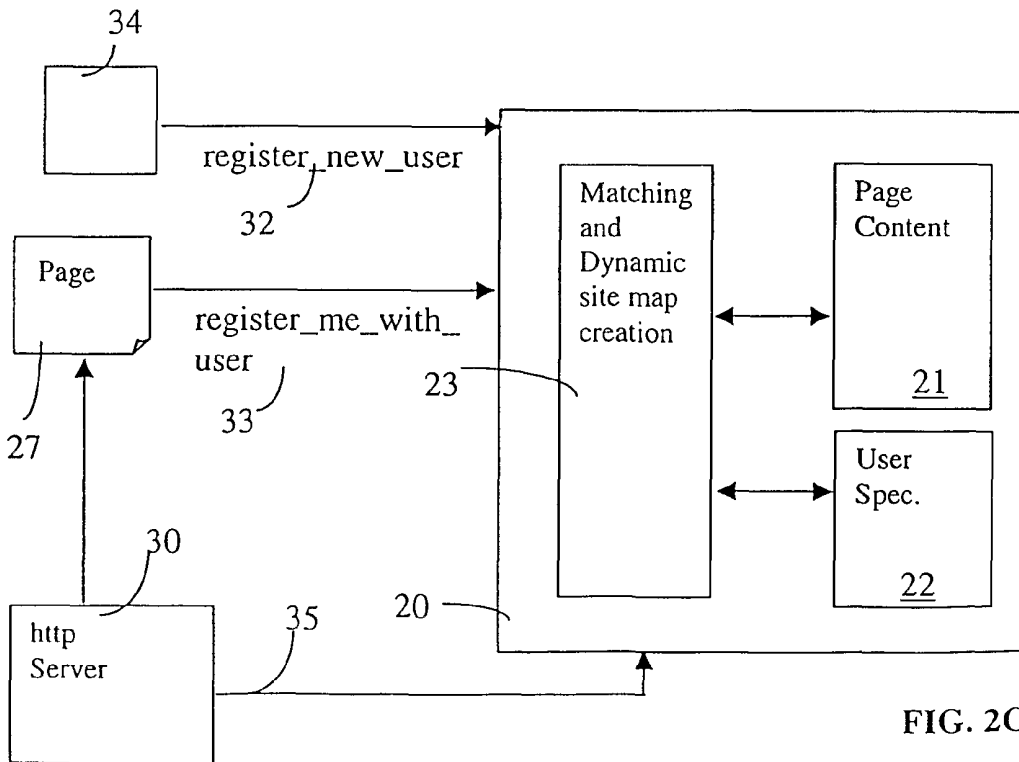 34
register_new_user
32
Page
register_me_with_
user
33
27
30
http
Server
35
Matching
and
Dynamic
site map
creation
23
Page
Content
21
User
Spec.
22
20
FIG. 2C